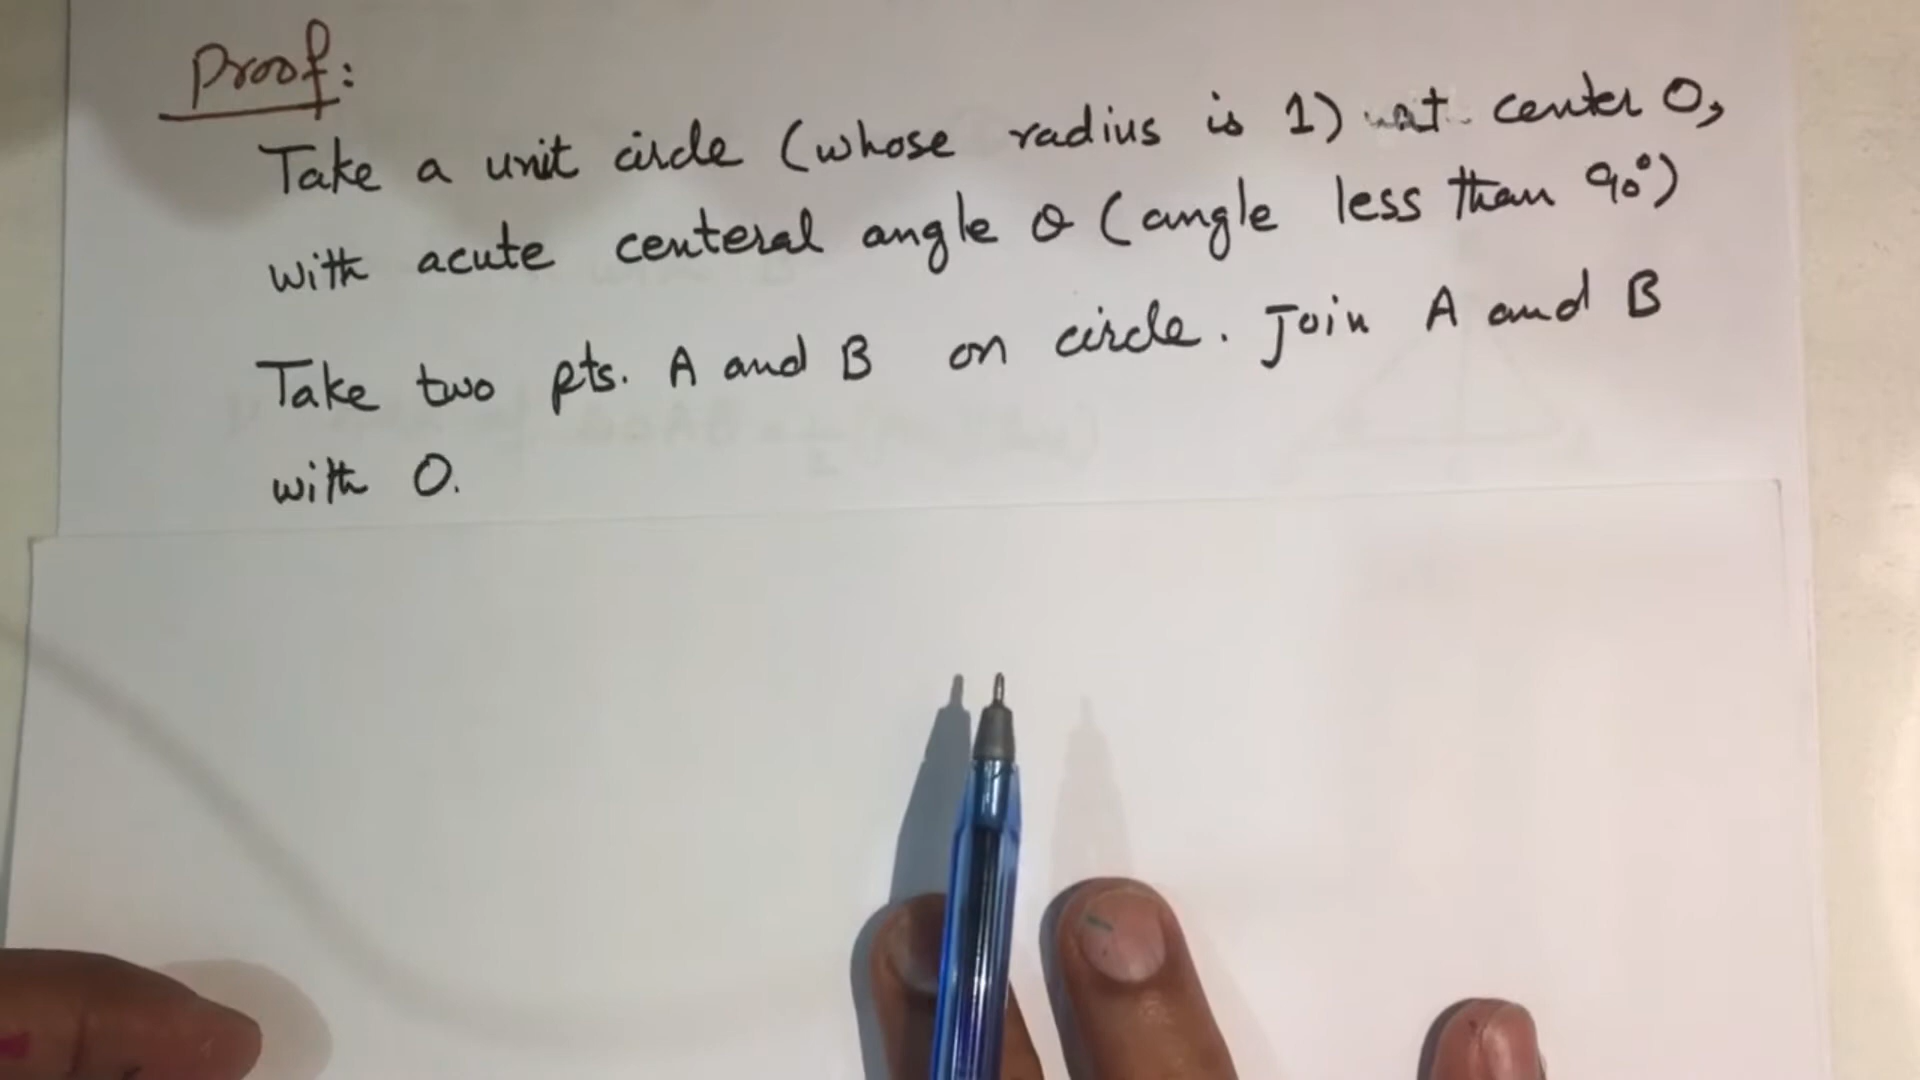 Proof:
Take a unit circle (whose radius is 1) at center O,
with acute centeral angle θ (angle less than 90°)
Take two pts. A and B on circle. Join A and B
with O.